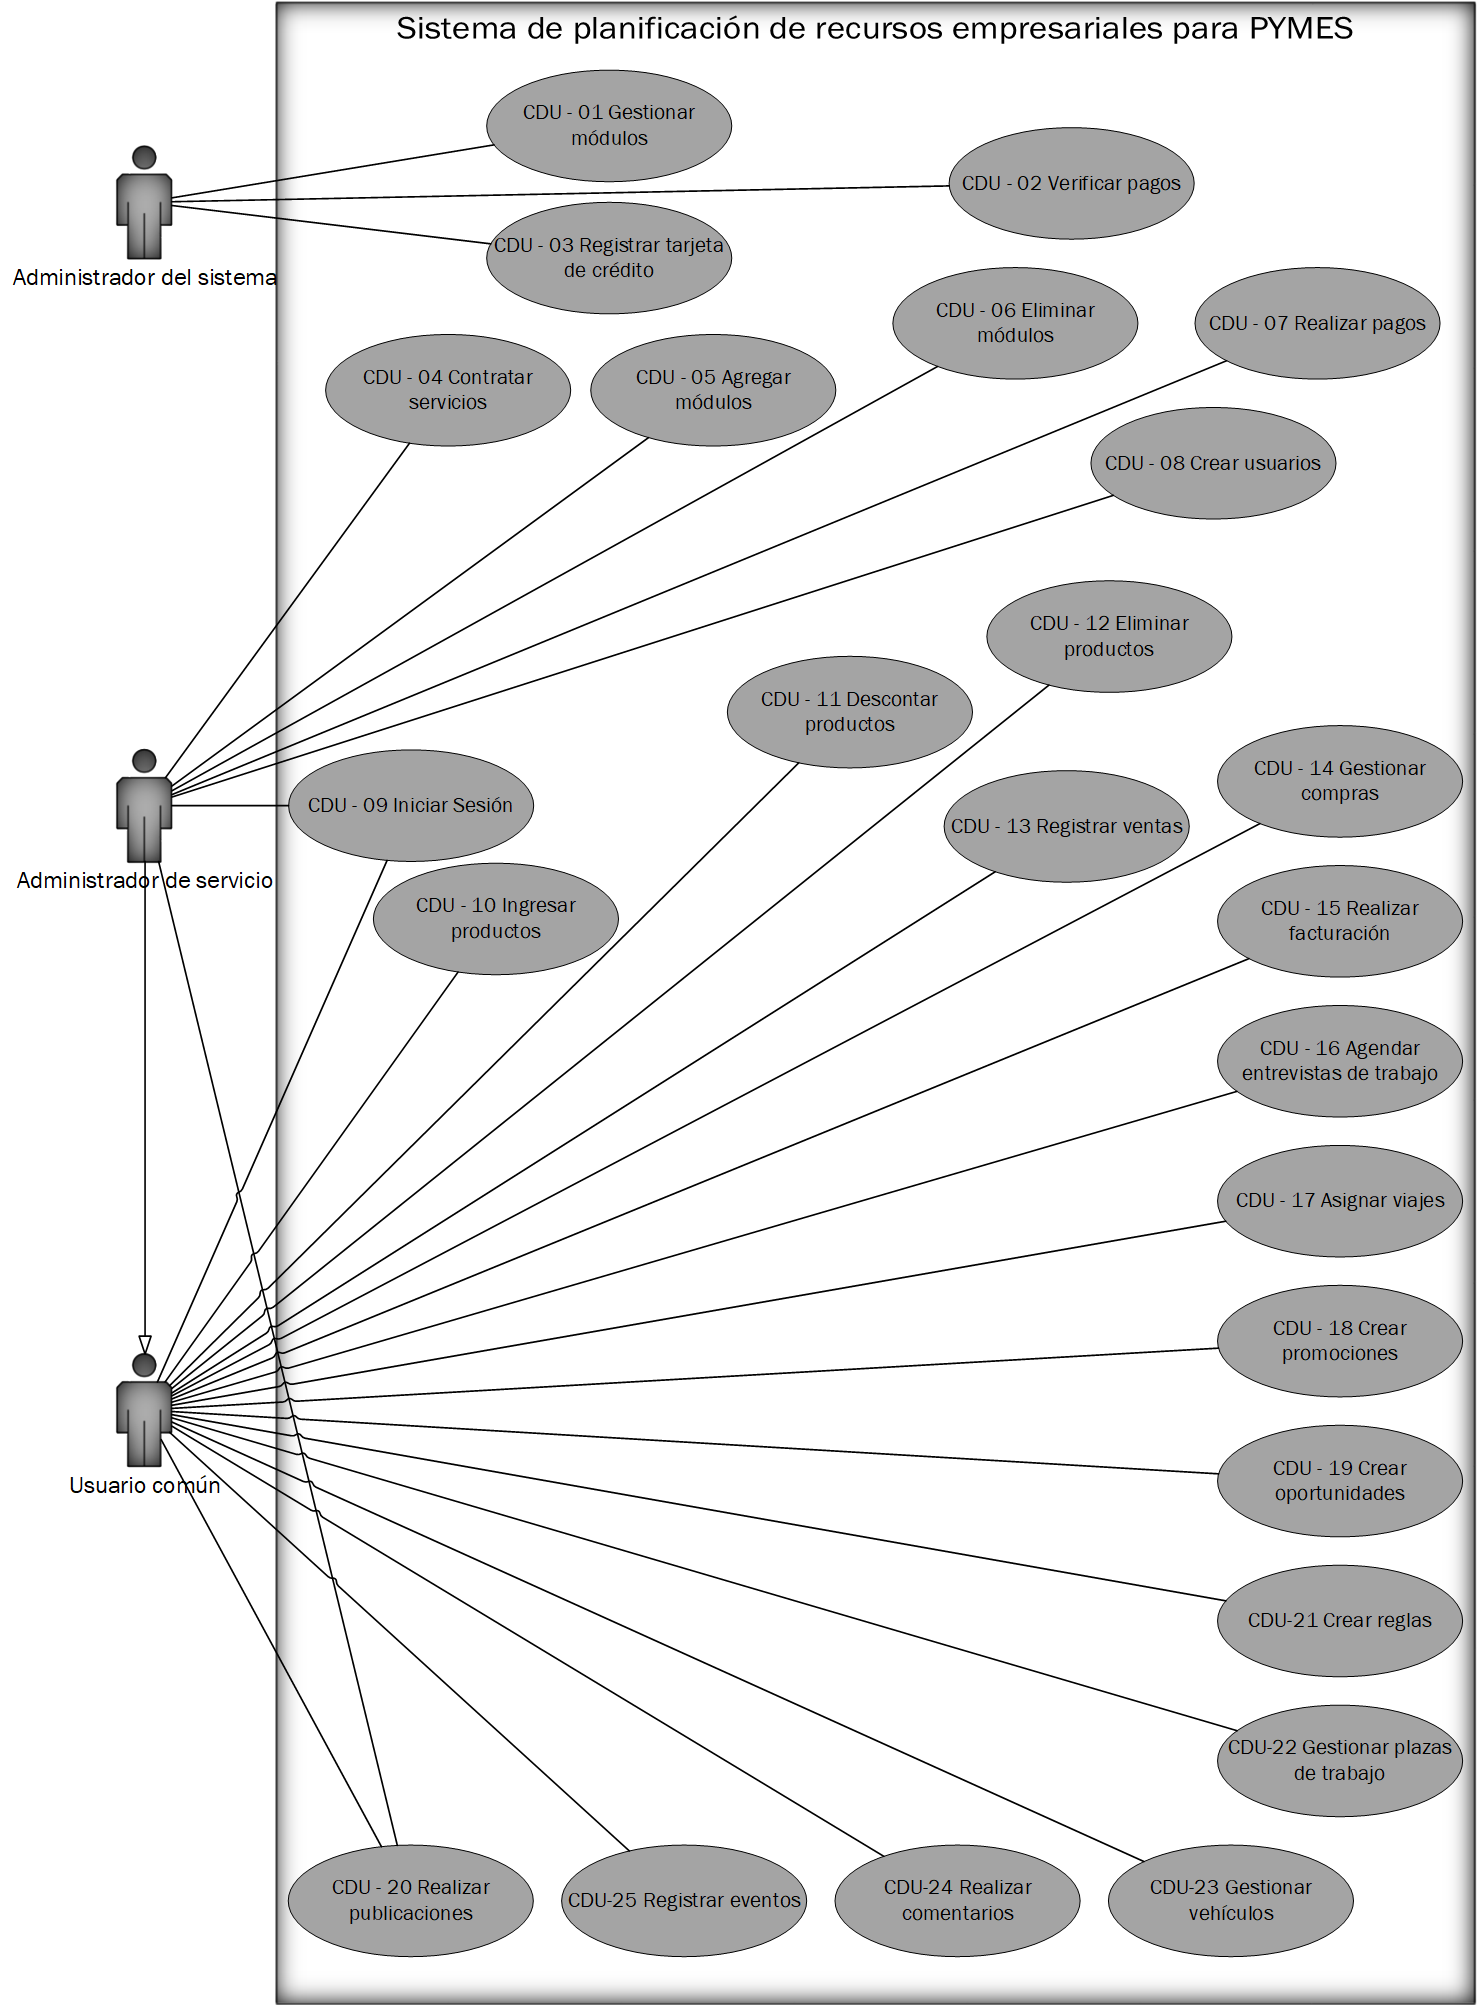 Sistema de planificación de recursos empresariales para PYMES
CDU - 01 Gestionar
módulos
CDU - 02 Verificar pagos
CDU - 03 Registrar tarjeta
de crédito
Administrador del sistema
CDU - 06 Eliminar
módulos
CDU - 07 Realizar pagos
CDU - 04 Contratar
servicios
CDU - 05 Agregar
módulos
CDU - 08 Crear usuarios
CDU - 12 Eliminar
productos
CDU - 11 Descontar
productos
CDU - 14 Gestionar
compras
CDU - 09 Iniciar Sesión
CDU - 13 Registrar ventas
Administrador de servicio
CDU - 10 Ingresar
productos
CDU - 15 Realizar
facturación
CDU - 16 Agendar
entrevistas de trabajo
CDU - 17 Asignar viajes
CDU - 18 Crear
promociones
Usuario común
CDU - 19 Crear
oportunidades
CDU-21 Crear reglas
CDU-22 Gestionar plazas
de trabajo
CDU - 20 Realizar
publicaciones
CDU-25 Registrar eventos
CDU-24 Realizar
comentarios
CDU-23 Gestionar
vehículos